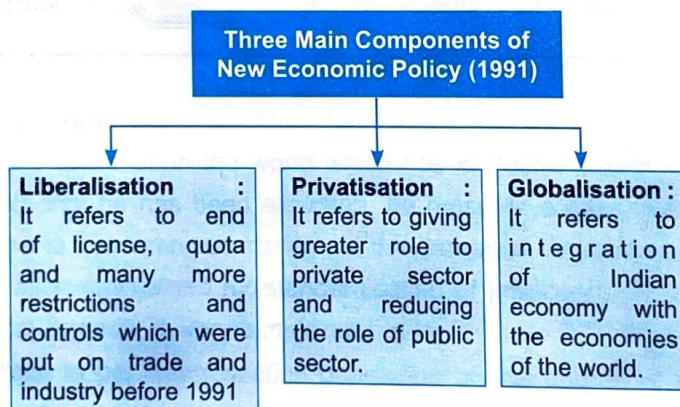 Three Main Components of
New Economic Policy (1991)
Liberalisation :
It refers to end
of license, quota
and many more
restrictions and
controls which were
put on trade and
industry before 1991
Privatisation :
It refers to giving
greater role to
private sector
and reducing
the role of public
sector.
Globalisation :
It refers to
integration
of Indian
economy with
the economies
of the world.